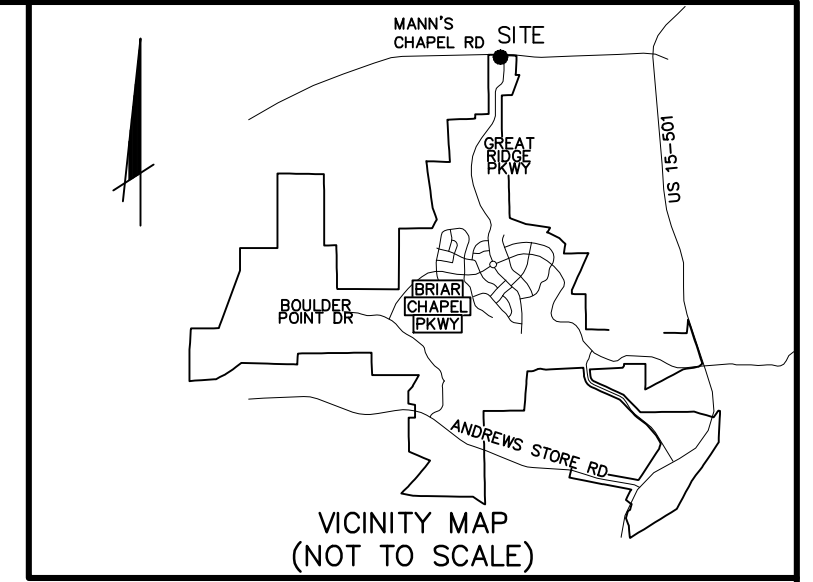 MANN'S
CHAPEL RD
SITE
GREAT
RIDGE
PKWY
US 15-501
BRIAR
CHAPEL
PKWY
BOULDER
POINT DR
ANDREWS STORE RD
VICINITY MAP
(NOT TO SCALE)